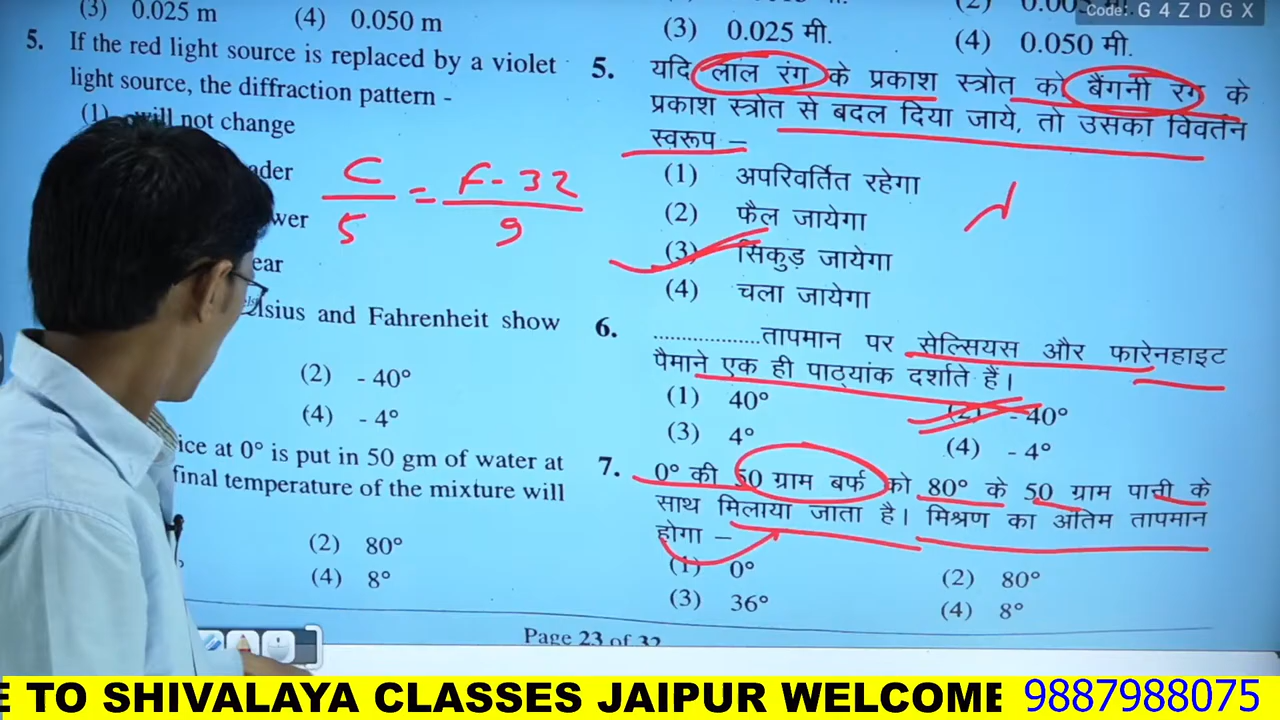 (3) 0.025 m (4) 0.050 m
5. If the red light source is replaced by a violet
light source, the diffraction pattern -
(1) will not change
wer
ear
Celsius and Fahrenheit show
(2) - 40°
(4) - 4°
ice at 0° is put in 50 gm of water at
final temperature of the mixture will
(2) 80°
(4) 8°
C/5 = F-32/9
(3) 0.025 मी. (4) 0.050 मी.
5. यदि लाल रंग के प्रकाश स्त्रोत को बैंगनी रंग के
प्रकाश स्त्रोत से बदल दिया जाये, तो उसका विवर्तन
स्वरूप –
(1) अपरिवर्तित रहेगा
(2) फैल जायेगा
(3) सिकुड़ जायेगा
(4) चला जायेगा
6. ...................तापमान पर सेल्सियस और फारेनहाइट
पैमाने एक ही पाठ्यांक दर्शाते हैं।
(1) 40° (2) - 40°
(3) 4° (4) - 4°
7. 0° की 50 ग्राम बर्फ को 80° के 50 ग्राम पानी के
साथ मिलाया जाता है। मिश्रण का अंतिम तापमान
होगा –
(1) 0° (2) 80°
(3) 36° (4) 8°
Page 23 of 32
Code: G 4 Z D G X
E TO SHIVALAYA CLASSES JAIPUR WELCOME 9887988075